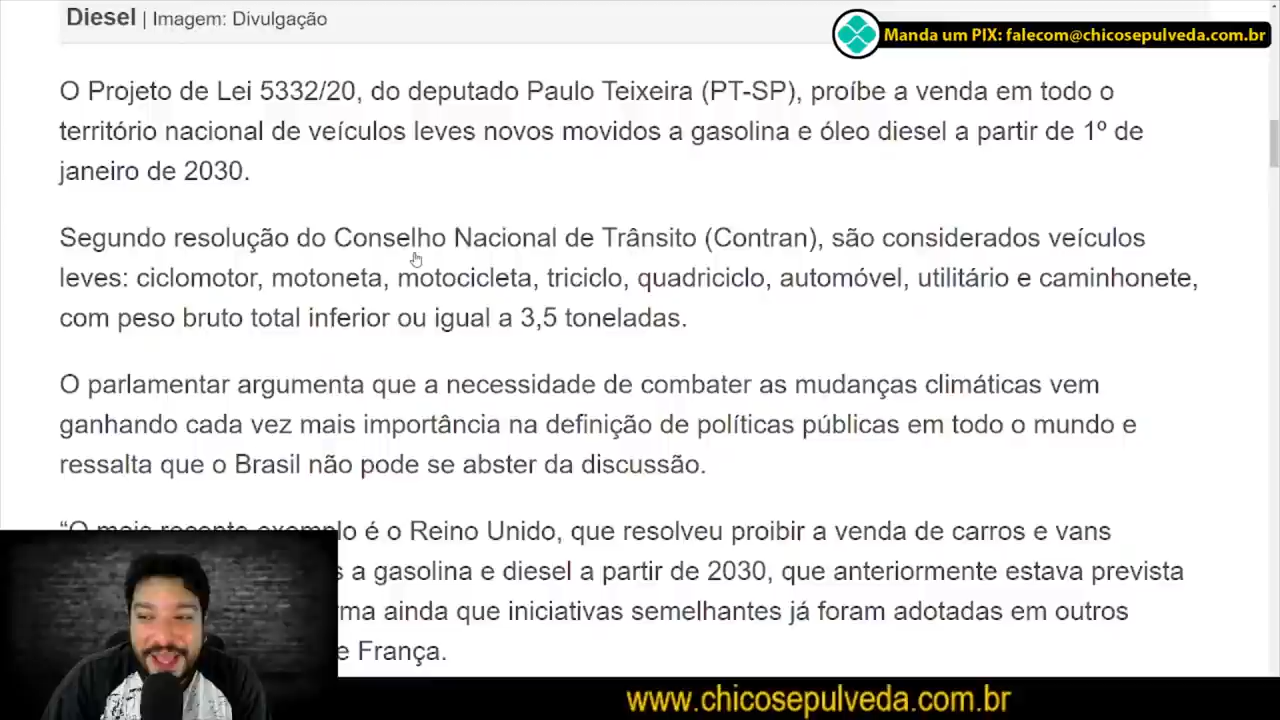 Diesel | Imagem: Divulgação
Manda um PIX: falecom@chicosepulveda.com.br
O Projeto de Lei 5332/20, do deputado Paulo Teixeira (PT-SP), proíbe a venda em todo o
território nacional de veículos leves novos movidos a gasolina e óleo diesel a partir de 1º de
janeiro de 2030.
Segundo resolução do Conselho Nacional de Trânsito (Contran), são considerados veículos
leves: ciclomotor, motoneta, motocicleta, triciclo, quadriciclo, automóvel, utilitário e caminhonete,
com peso bruto total inferior ou igual a 3,5 toneladas.
O parlamentar argumenta que a necessidade de combater as mudanças climáticas vem
ganhando cada vez mais importância na definição de políticas públicas em todo o mundo e
ressalta que o Brasil não pode se abster da discussão.
“O mais recente exemplo é o Reino Unido, que resolveu proibir a venda de carros e vans
a gasolina e diesel a partir de 2030, que anteriormente estava prevista
ainda que iniciativas semelhantes já foram adotadas em outros
e França.
www.chicosepulveda.com.br